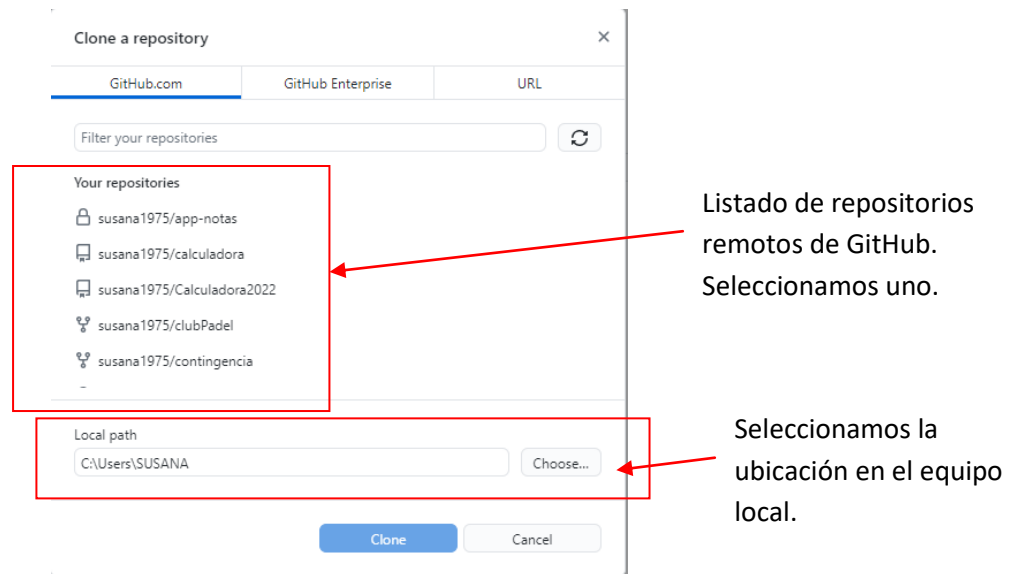 Clone a repository
GitHub.com
GitHub Enterprise
URL
Filter your repositories
Your repositories
susana1975/app-notas
susana1975/calculadora
susana1975/Calculadora2022
susana1975/clubPadel
susana1975/contingencia
Listado de repositorios
remotos de GitHub.
Seleccionamos uno.
Local path
C:\Users\SUSANA
Choose...
Seleccionamos la
ubicación en el equipo
local.
Clone
Cancel